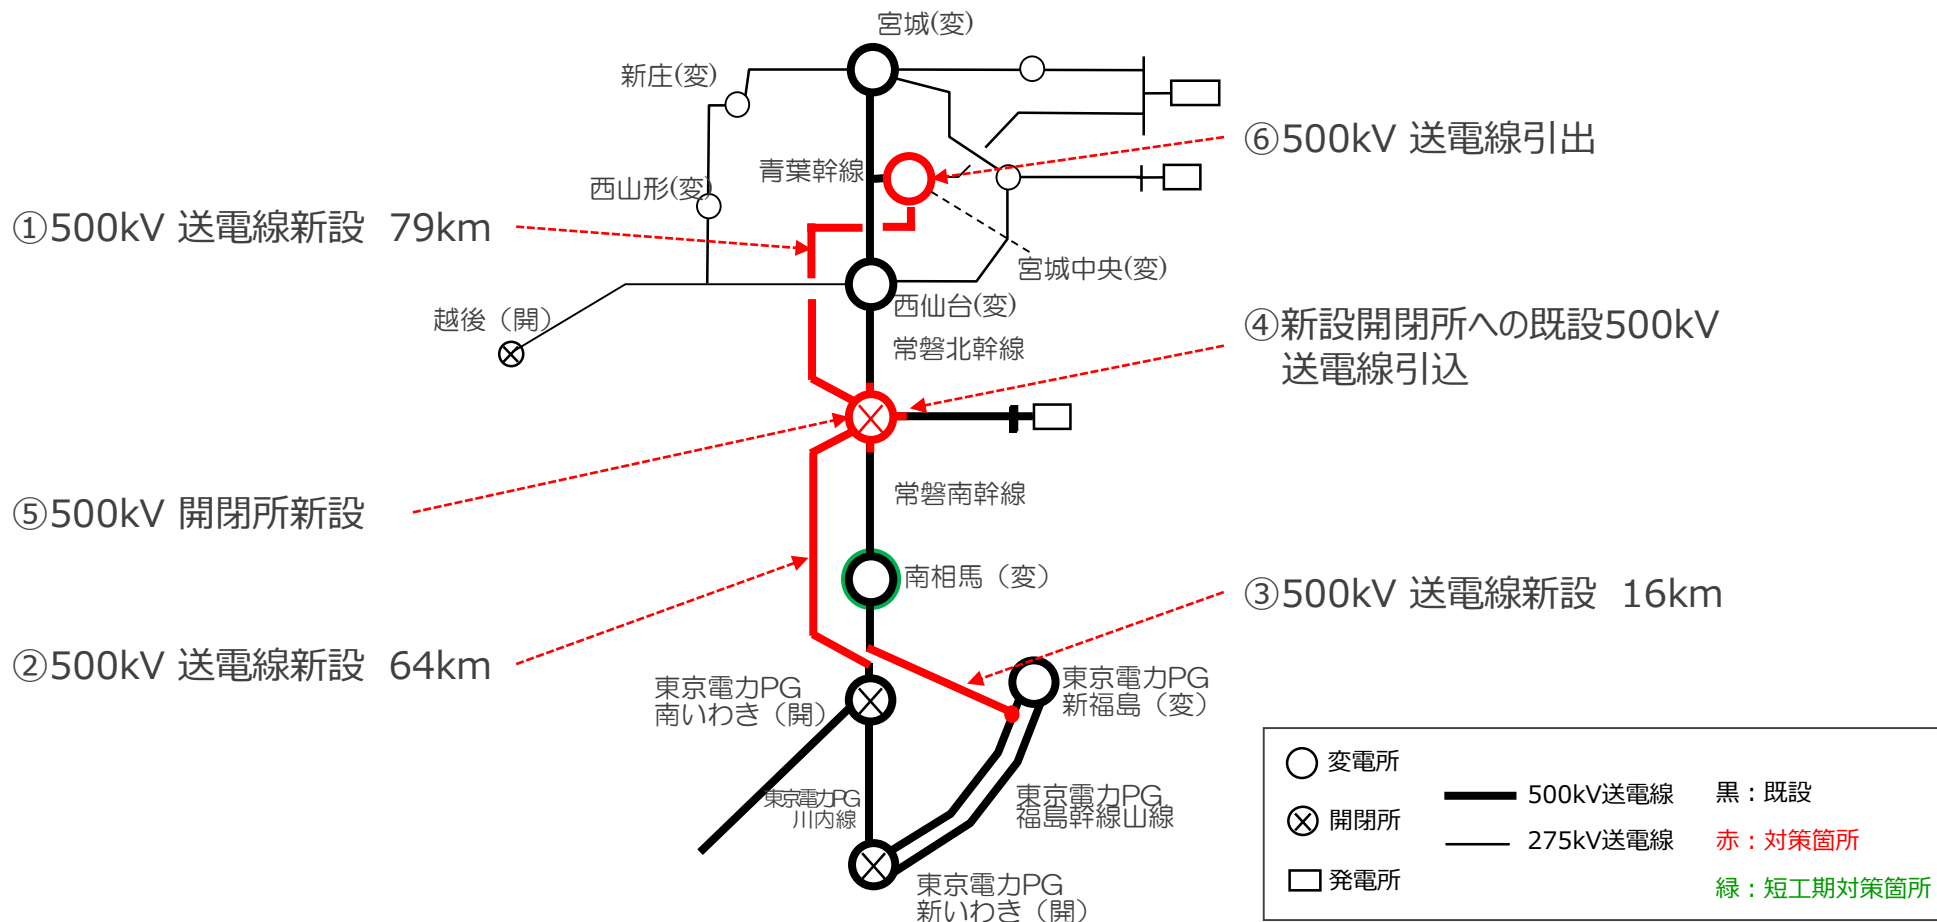 宮城(変)
新庄(変)
⑥500kV 送電線引出
青葉幹線
西山形(変)
①500kV 送電線新設 79km
宮城中央(変)
西仙台(変)
越後（開）
④新設開閉所への既設500kV
送電線引込
常磐北幹線
⑤500kV 開閉所新設
常磐南幹線
南相馬（変）
③500kV 送電線新設 16km
②500kV 送電線新設 64km
東京電力PG
南いわき（開）
東京電力PG
新福島（変）
東京電力PG
川内線
東京電力PG
福島幹線山線
東京電力PG
新いわき（開）
変電所
開閉所
発電所
500kV送電線
275kV送電線
黒：既設
赤：対策箇所
緑：短工期対策箇所